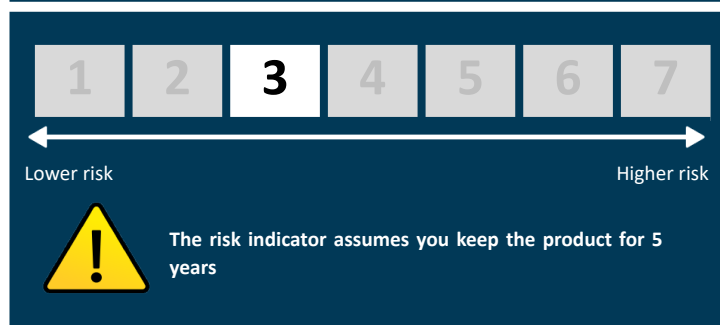 1 2 3 4 5 6 7
Lower risk Higher risk
The risk indicator assumes you keep the product for 5
years